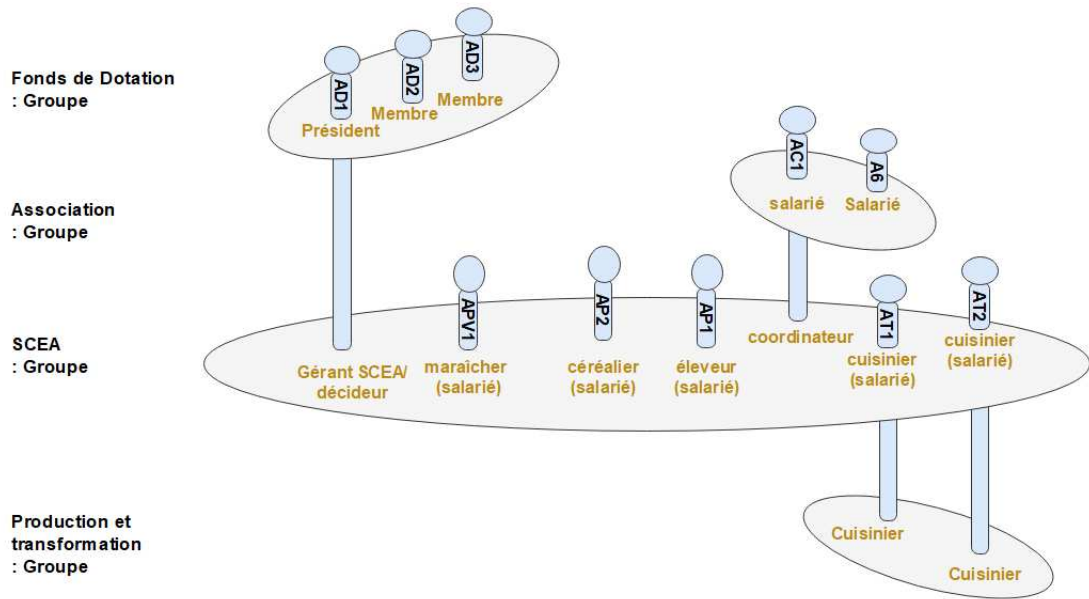 Fonds de Dotation
: Groupe
AD1
AD2
AD3
Président
Membre
Membre
Association
: Groupe
AC1
A6
salarié
Salarié
SCEA
: Groupe
APV1
AP2
AP1
AT1
AT2
Gérant SCEA/
décideur
maraîcher
(salarié)
céréalier
(salarié)
éleveur
(salarié)
coordinateur
cuisinier
(salarié)
cuisinier
(salarié)
Production et
transformation
: Groupe
Cuisinier
Cuisinier